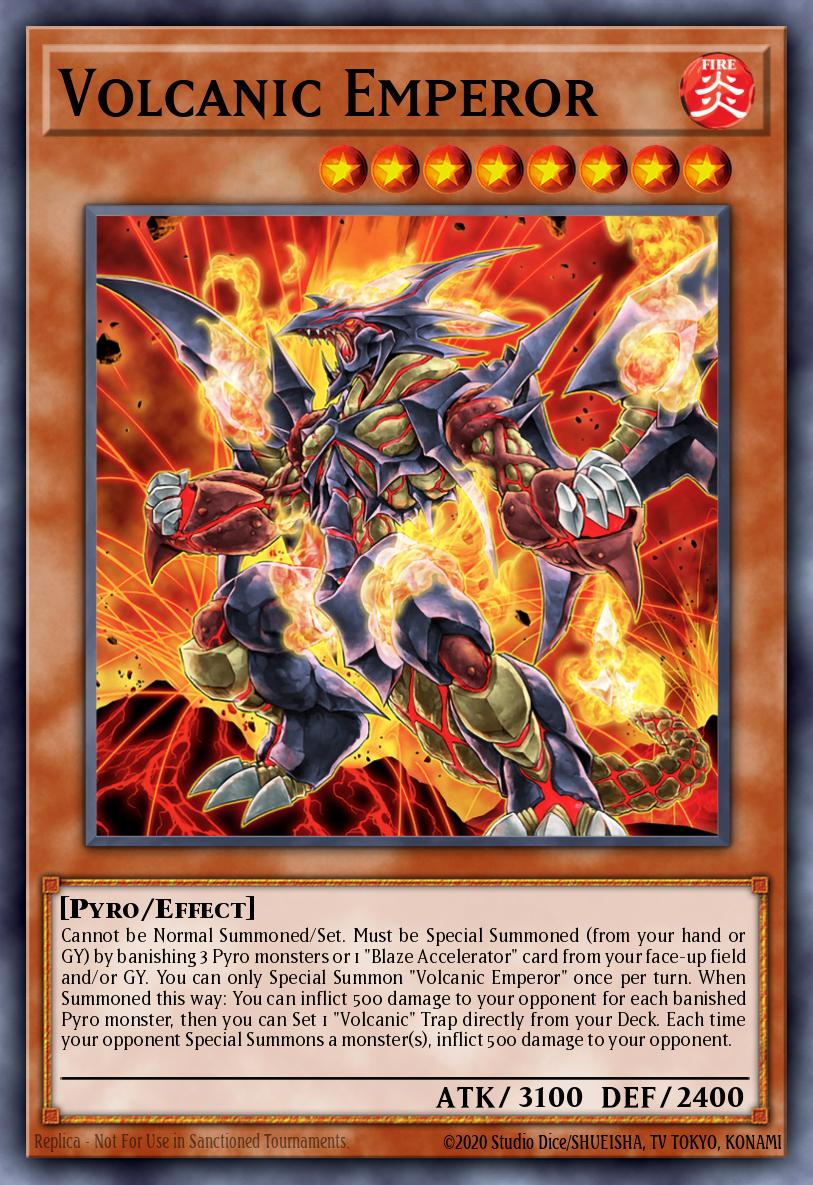 VOLCANIC EMPEROR
FIRE
炎
[PYRO/EFFECT]
Cannot be Normal Summoned/Set. Must be Special Summoned (from your hand or
GY) by banishing 3 Pyro monsters or 1 "Blaze Accelerator" card from your face-up field
and/or GY. You can only Special Summon "Volcanic Emperor" once per turn. When
Summoned this way: You can inflict 500 damage to your opponent for each banished
Pyro monster, then you can Set 1 "Volcanic" Trap directly from your Deck. Each time
your opponent Special Summons a monster(s), inflict 500 damage to your opponent.
ATK/3100 DEF/2400
Replica - Not For Use in Sanctioned Tournaments.
©2020 Studio Dice/SHUEISHA, TV TOKYO, KONAMI